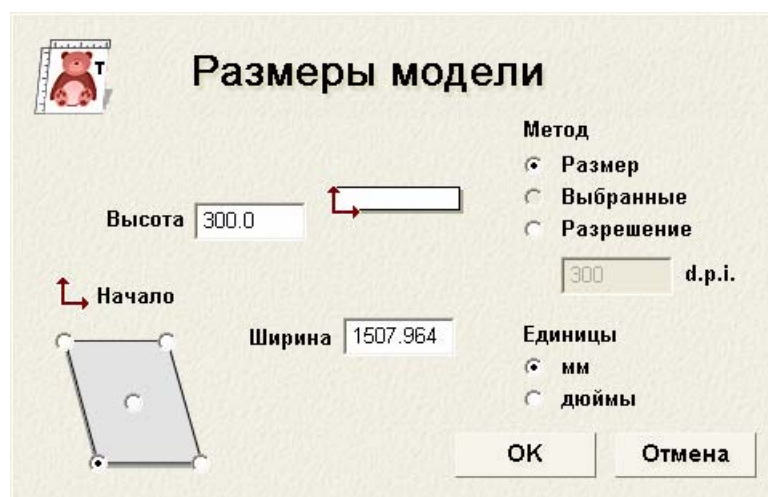 T
Размеры модели
Метод
Размер
Выбранные
Разрешение
300 d.p.i.
Высота 300.0
Начало
Ширина 1507.964
Единицы
мм
дюймы
OK Отмена